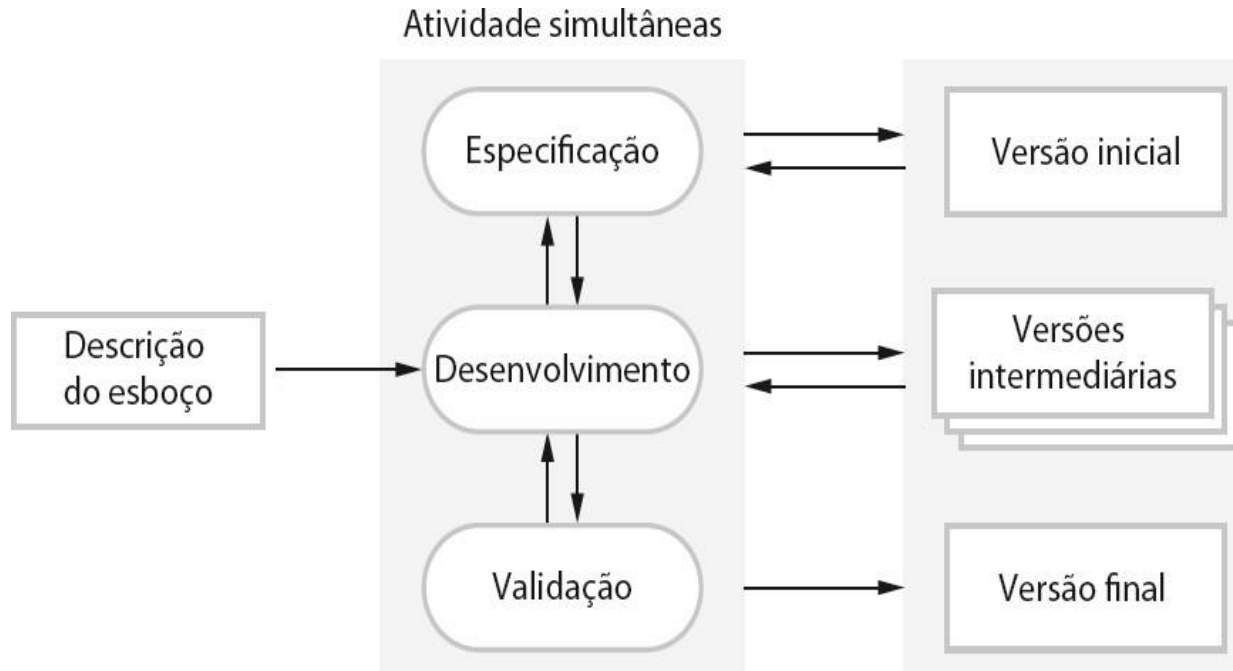 Atividade simultâneas
Especificação
Versão inicial
Descrição
do esboço
Desenvolvimento
Versões
intermediárias
Validação
Versão final